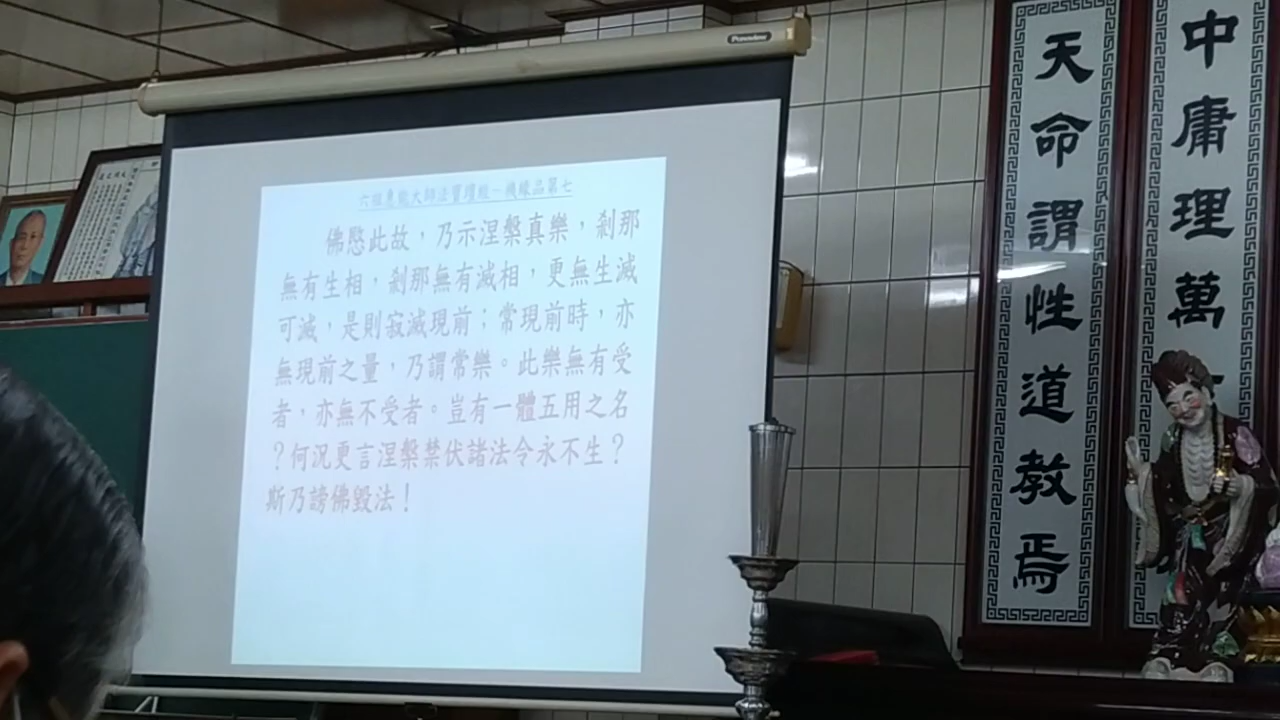 六祖惠能大師法寶壇經－機緣品第七
佛愍此故，乃示涅槃真樂，剎那
無有生相，剎那無有滅相，更無生滅
可滅，是則寂滅現前；常現前時，亦
無現前之量，乃謂常樂。此樂無有受
者，亦無不受者。豈有一體五用之名
？何況更言涅槃禁伏諸法令永不生？
斯乃謗佛毀法！
中庸理萬
天命謂性道教焉